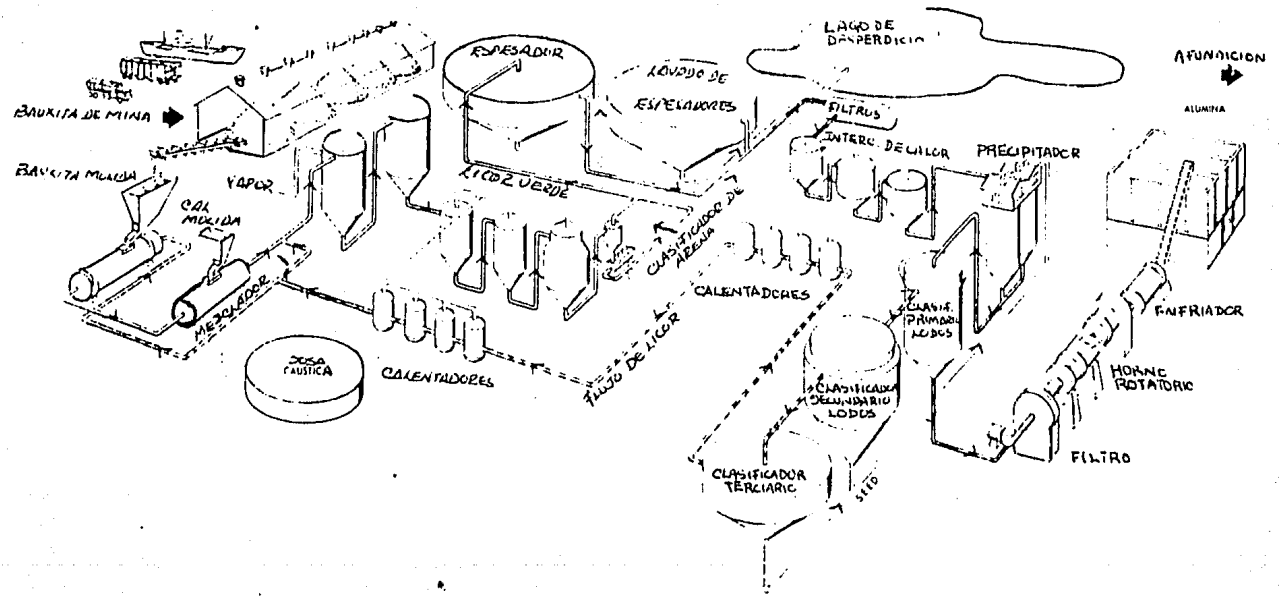 LAGO DE
DESPERDICIO
ESPESADOR
LAVADO DE
ESPESADORES
AFUNDICION
ALUMINA
BAUXITA DE MINA
FILTROS
INTERC. DE CALOR
PRECIPITADOR
BAUXITA MOLIDA
VAPOR
LICOR VERDE
CAL
MOLIDA
CLASIFICADOR DE
ARENA
MEZCLADOR
CALENTADORES
CLASIF.
PRIMARIO
LODOS
ENFRIADOR
SOSA
CAUSTICA
CALENTADORES
FLUJO DE LICOR
CLASIFICADOR
SECUNDARIO
LODOS
HORNO
ROTATORIO
FILTRO
CLASIFICADOR
TERCIARIO
SEED